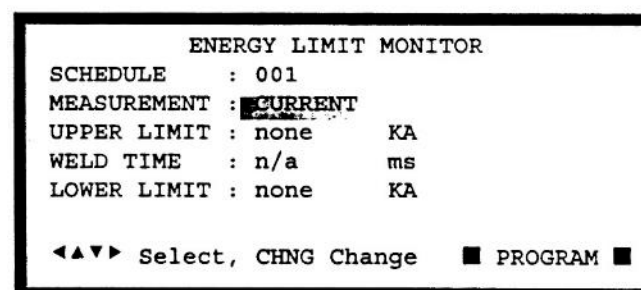 ENERGY LIMIT MONITOR
SCHEDULE : 001
MEASUREMENT : CURRENT
UPPER LIMIT : none KA
WELD TIME : n/a ms
LOWER LIMIT : none KA
◄▲▼► Select, CHNG Change ■ PROGRAM ■